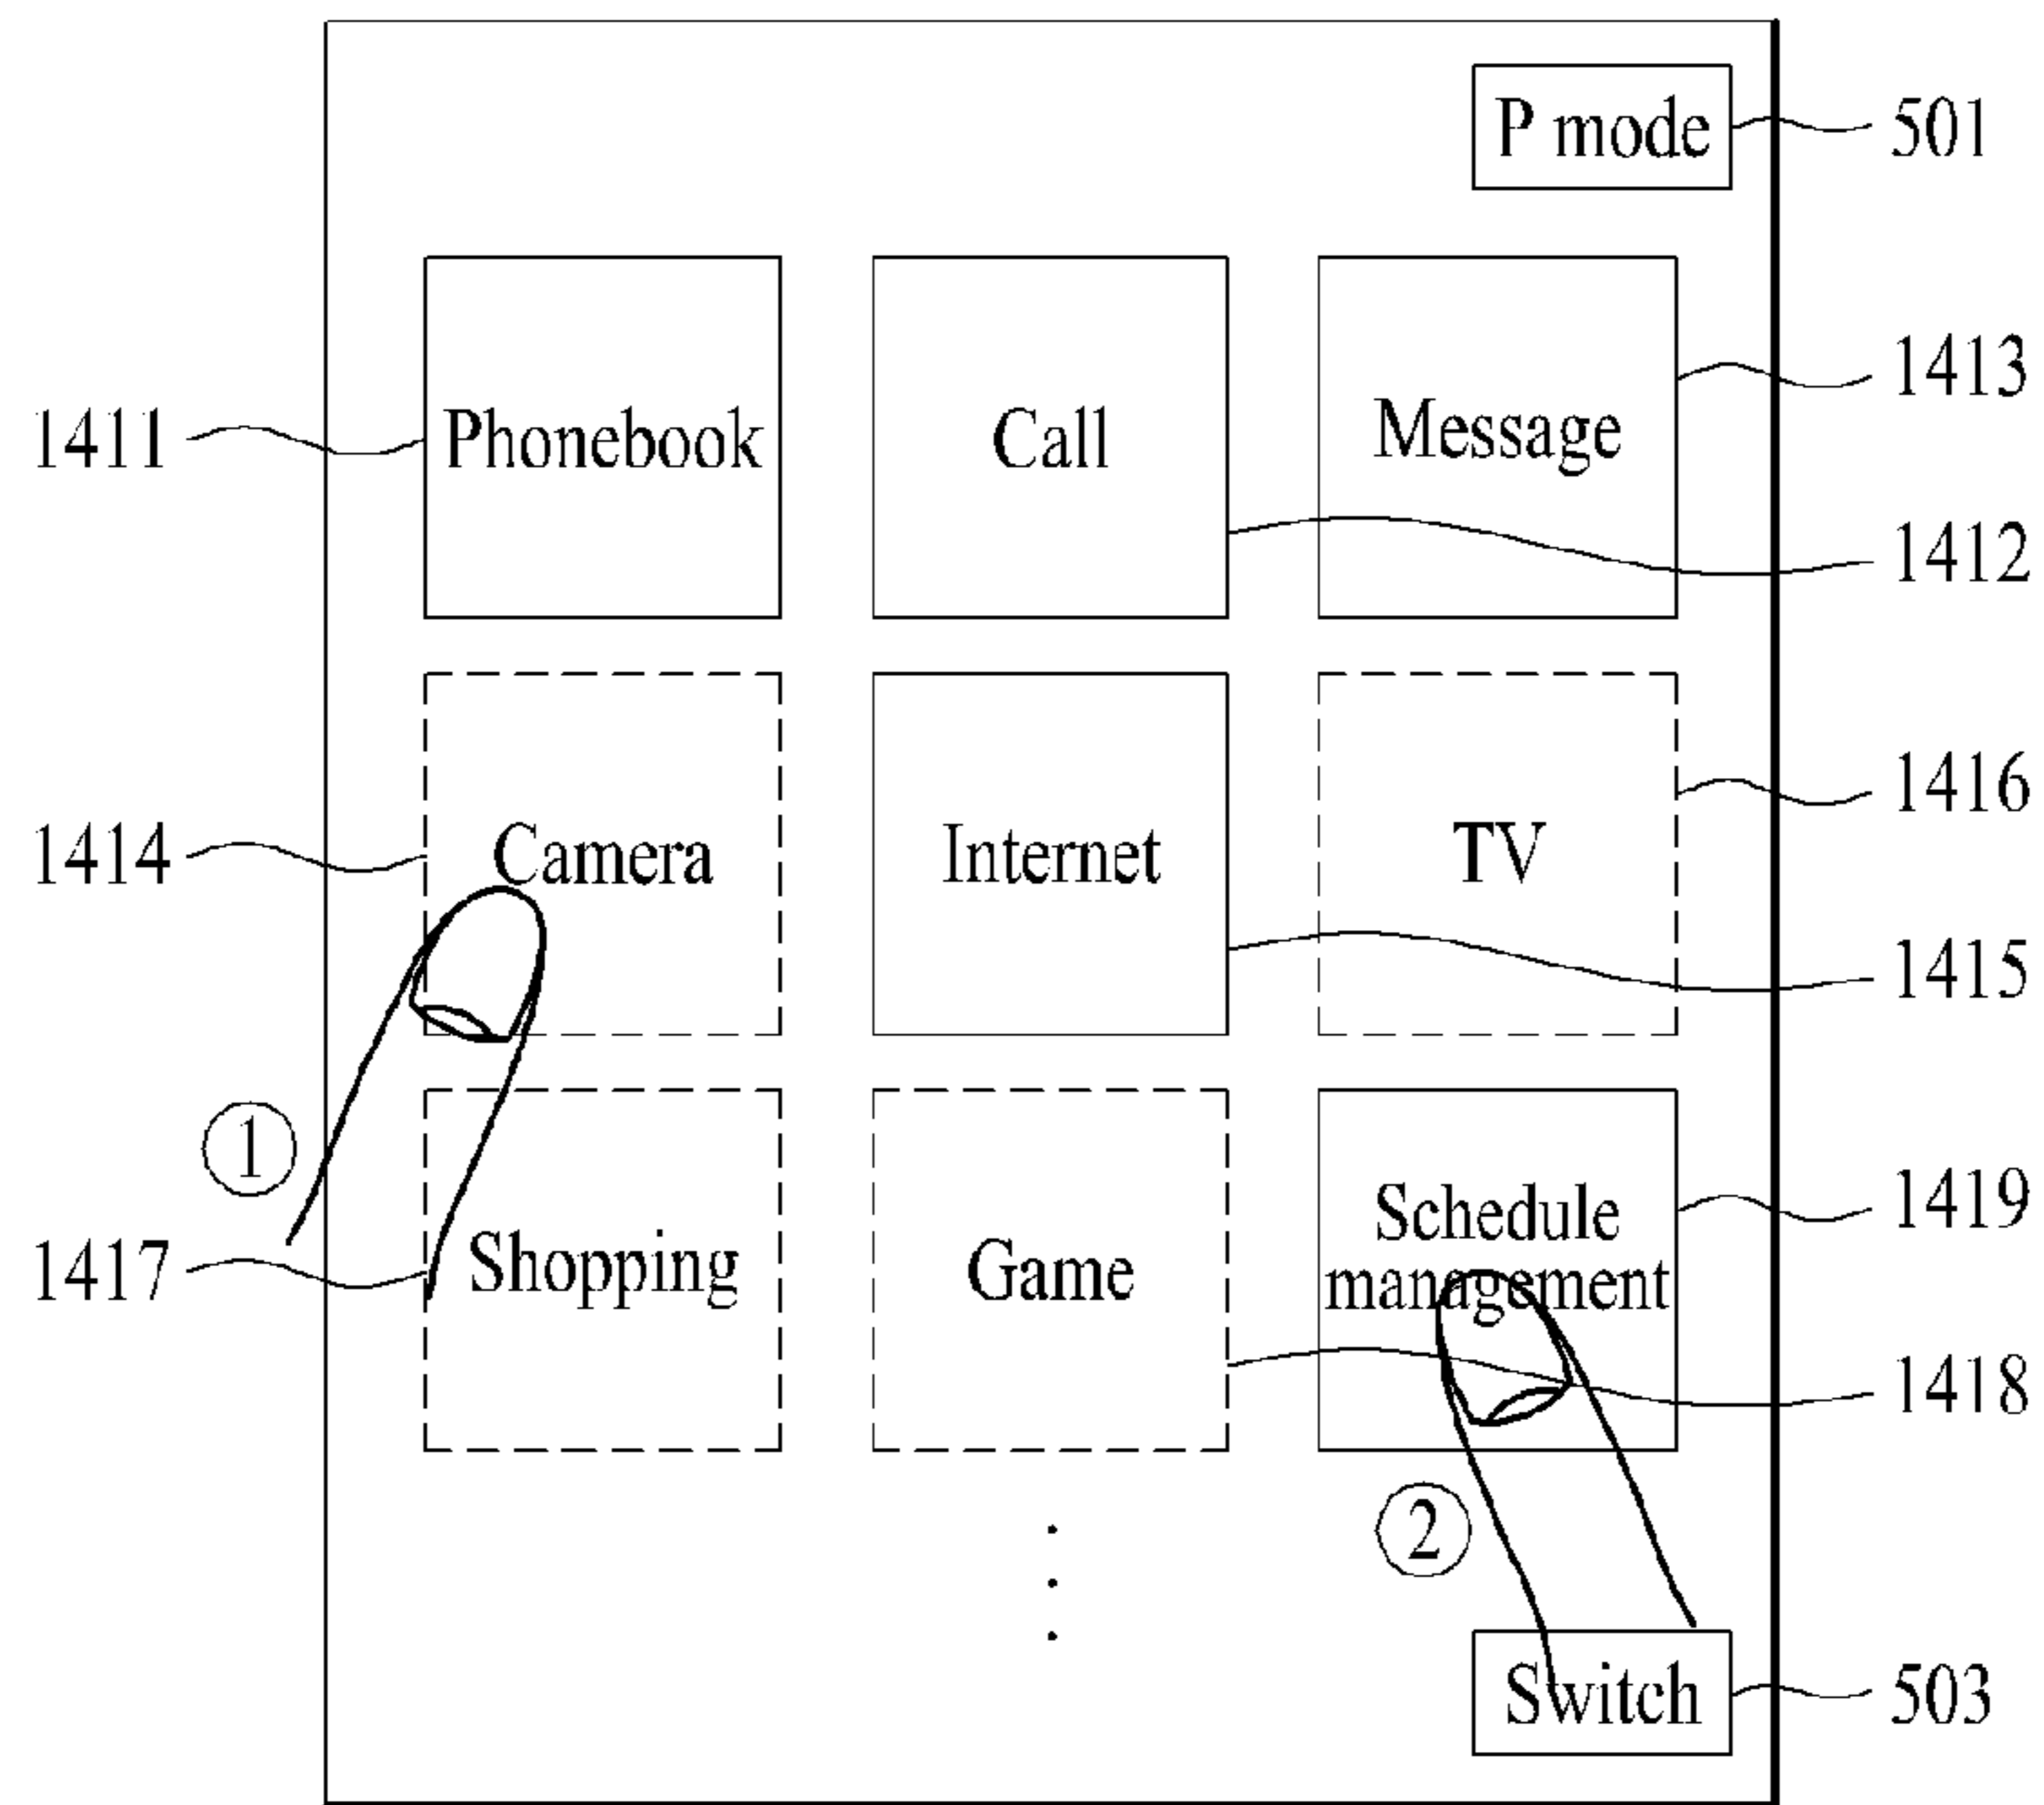 P mode
501
1411
Phonebook
Call
Message
1413
1412
1414
Camera
Internet
TV
1416
1415
①
1417
Shopping
Game
Schedule
management
1419
1418
②
Switch
503